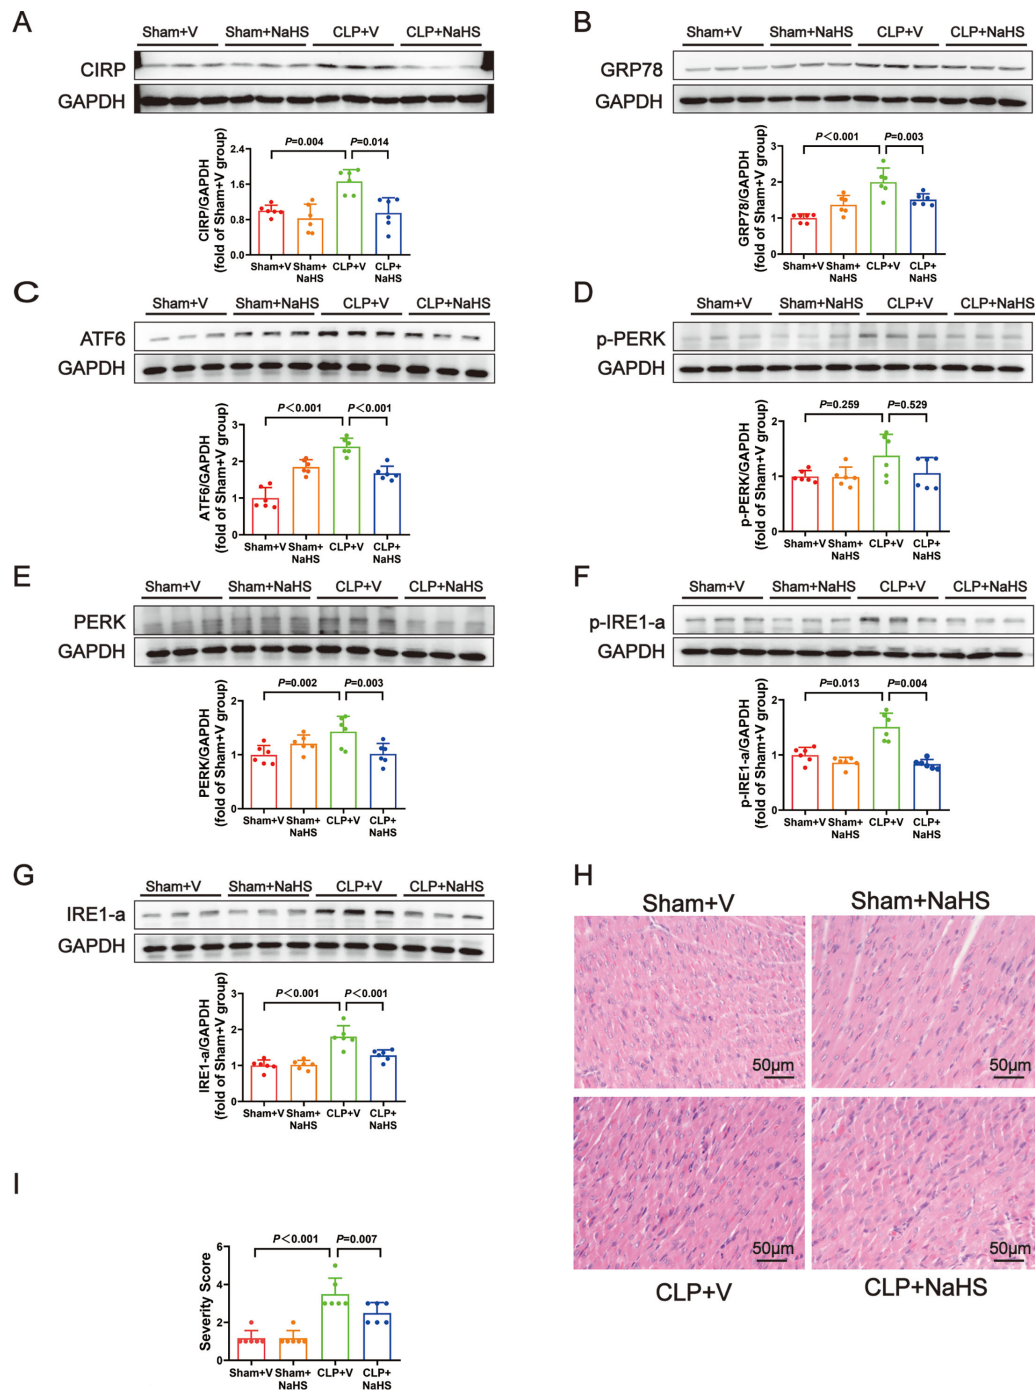 A
Sham+V Sham+NaHS CLP+V CLP+NaHS
CIRP
GAPDH
P=0.004 P=0.014
CIRP/GAPDH
(fold of Sham+V group)
2.4
1.6
0.8
0.0
Sham+V Sham+ NaHS CLP+V CLP+ NaHS
B
Sham+V Sham+NaHS CLP+V CLP+NaHS
GRP78
GAPDH
P<0.001 P=0.003
GRP78/GAPDH
(fold of Sham+V group)
3
2
1
0
Sham+V Sham+ NaHS CLP+V CLP+ NaHS
C
Sham+V Sham+NaHS CLP+V CLP+NaHS
ATF6
GAPDH
P<0.001 P<0.001
ATF6/GAPDH
(fold of Sham+V group)
3
2
1
0
Sham+V Sham+ NaHS CLP+V CLP+ NaHS
D
Sham+V Sham+NaHS CLP+V CLP+NaHS
p-PERK
GAPDH
P=0.259 P=0.529
p-PERK/GAPDH
(fold of Sham+V group)
2
1
0
Sham+V Sham+ NaHS CLP+V CLP+ NaHS
E
Sham+V Sham+NaHS CLP+V CLP+NaHS
PERK
GAPDH
P=0.002 P=0.003
PERK/GAPDH
(fold of Sham+V group)
2
1
0
Sham+V Sham+ NaHS CLP+V CLP+ NaHS
F
Sham+V Sham+NaHS CLP+V CLP+NaHS
p-IRE1-a
GAPDH
P=0.013 P=0.004
p-IRE1-a/GAPDH
(fold of Sham+V group)
2
1
0
Sham+V Sham+ NaHS CLP+V CLP+ NaHS
G
Sham+V Sham+NaHS CLP+V CLP+NaHS
IRE1-a
GAPDH
P<0.001 P<0.001
IRE1-a/GAPDH
(fold of Sham+V group)
3
2
1
0
Sham+V Sham+ NaHS CLP+V CLP+ NaHS
H
Sham+V Sham+NaHS
50μm 50μm
50μm 50μm
CLP+V CLP+NaHS
I
P<0.001 P=0.007
Severity Score
6
4
2
0
Sham+V Sham+ NaHS CLP+V CLP+ NaHS